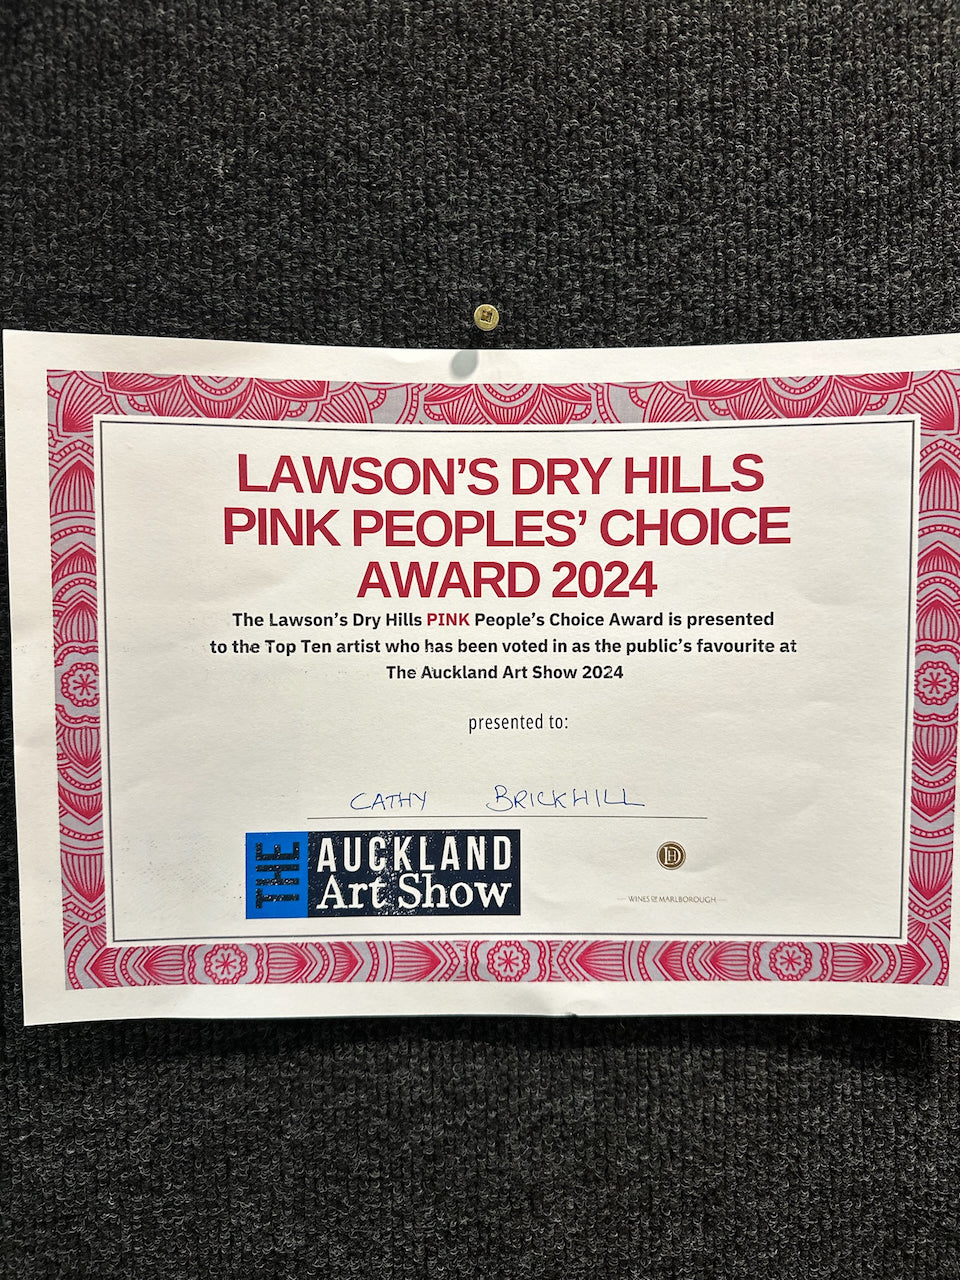 LAWSON'S DRY HILLS
PINK PEOPLES' CHOICE
AWARD 2024
The Lawson's Dry Hills PINK People's Choice Award is presented
to the Top Ten artist who has been voted in as the public's favourite at
The Auckland Art Show 2024
presented to:
CATHY BRICKHILL
THE AUCKLAND
Art Show
LDH
WINES OF MARLBOROUGH